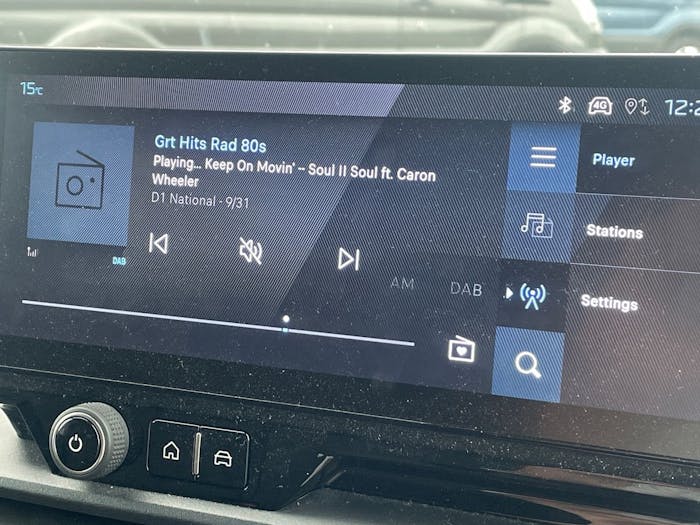 15°C
4G
Grt Hits Rad 80s
Playing... Keep On Movin' -- Soul II Soul ft. Caron
Wheeler
D1 National - 9/31
DAB
AM
DAB
Player
Stations
Settings